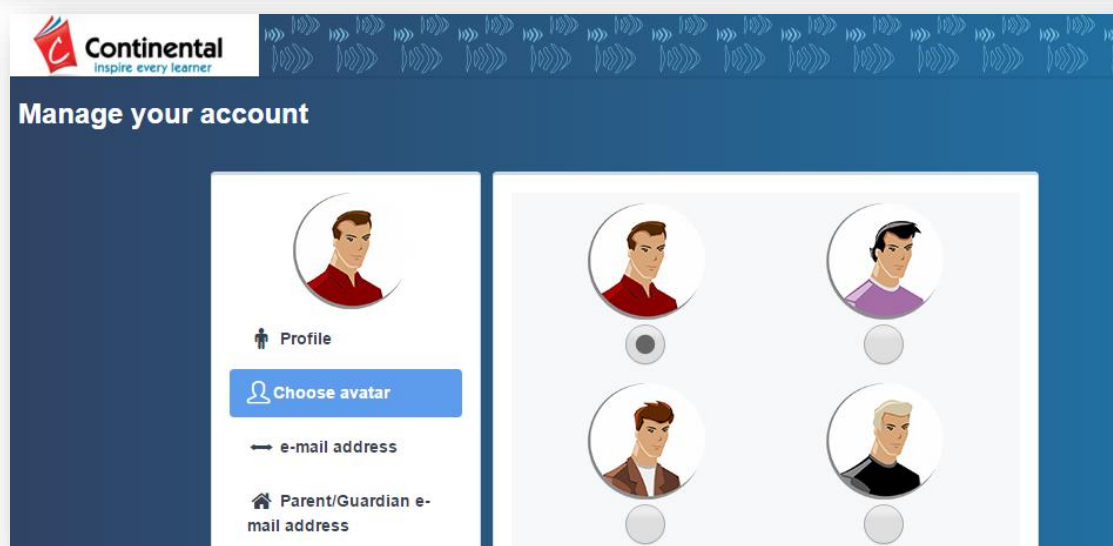 Continental
inspire every learner
Manage your account
Profile
Choose avatar
e-mail address
Parent/Guardian e-
mail address